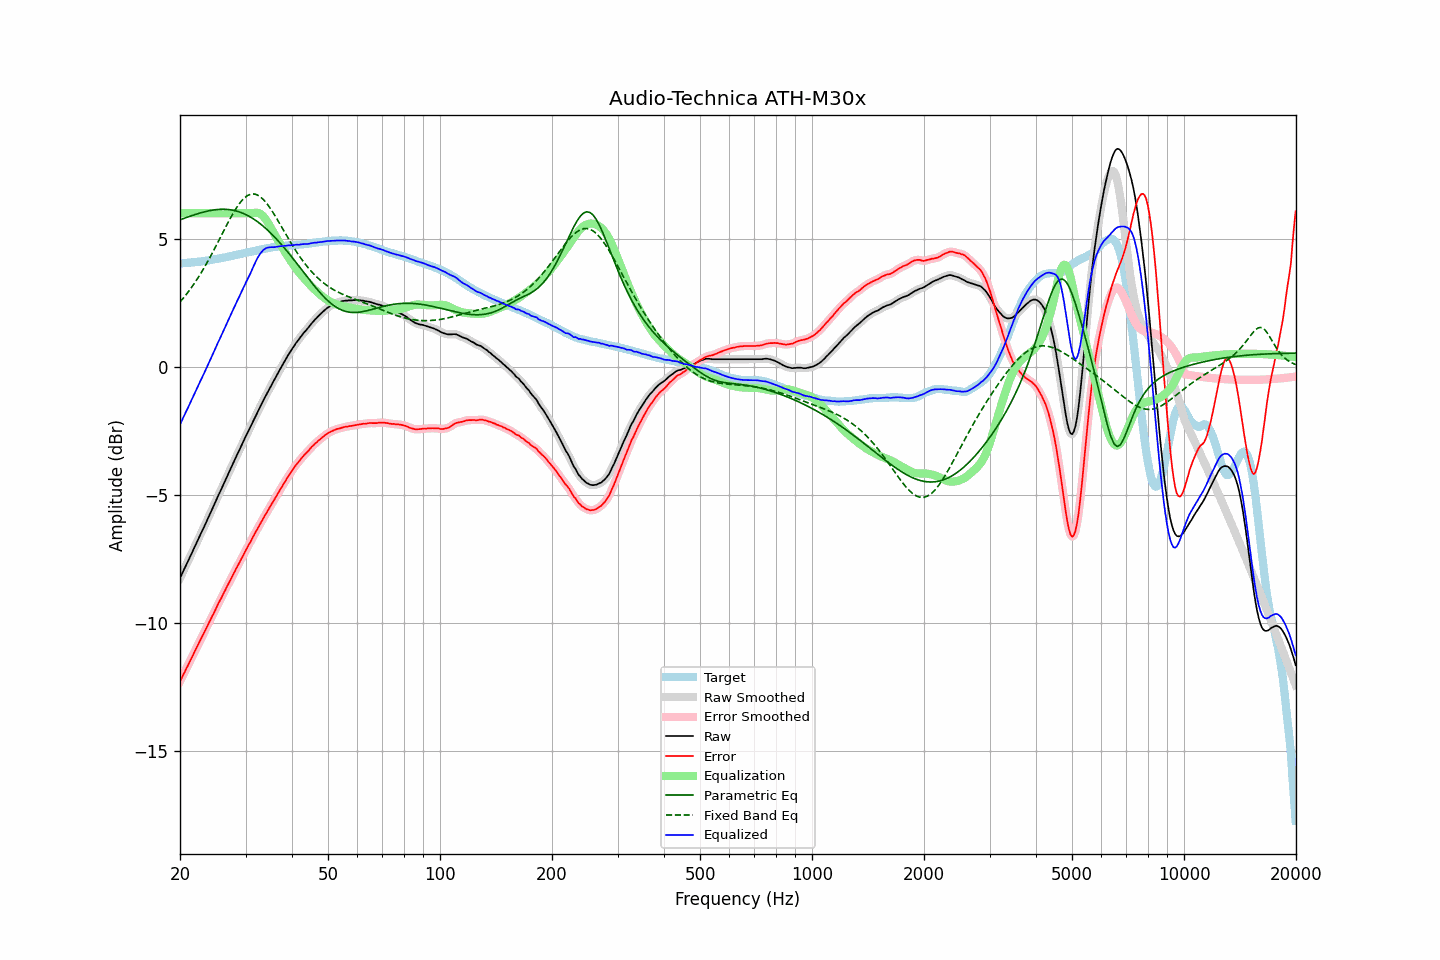 Audio-Technica ATH-M30x
Amplitude (dBr)
5
0
−5
−10
−15
Target
Raw Smoothed
Error Smoothed
Raw
Error
Equalization
Parametric Eq
Fixed Band Eq
Equalized
20 50 100 200 500 1000 2000 5000 10000 20000
Frequency (Hz)